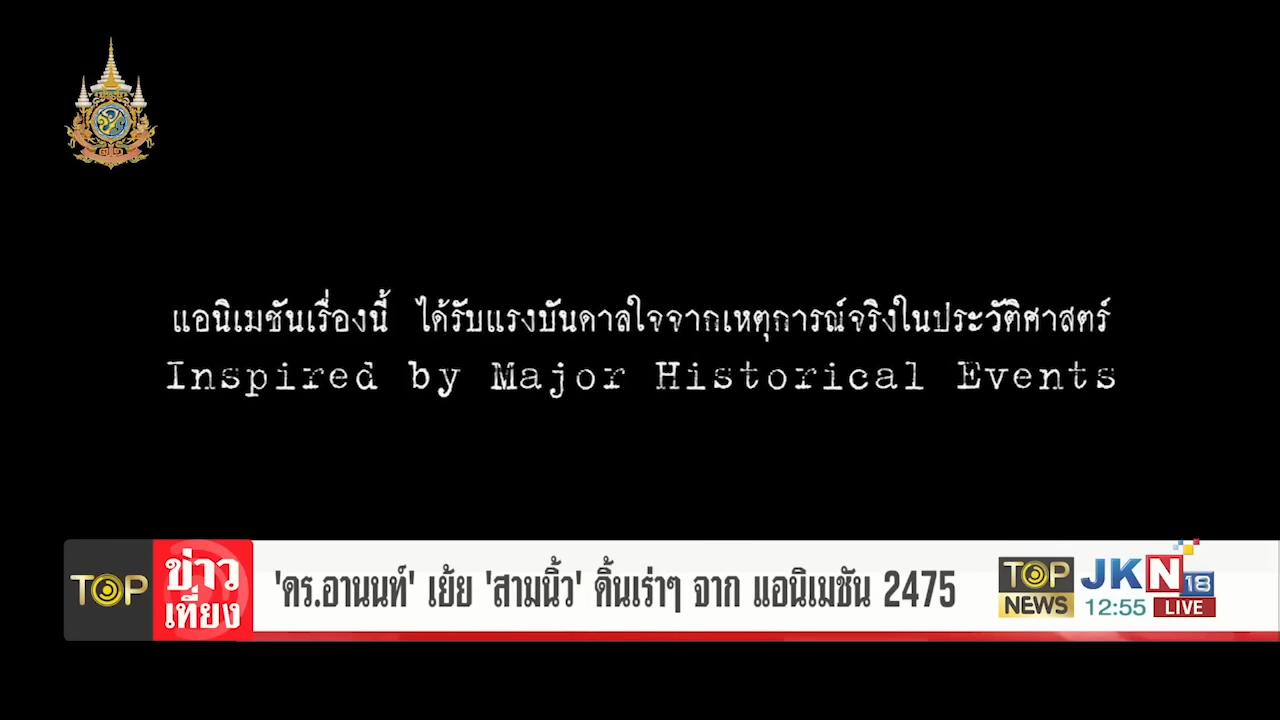 แอนิเมชันเรื่องนี้ ได้รับแรงบันดาลใจจากเหตุการณ์จริงในประวัติศาสตร์
Inspired by Major Historical Events
TOP
ข่าว
เที่ยง
'ดร.อานนท์' เย้ย 'สามนิ้ว' ดิ้นเร่าๆ จาก แอนิเมชัน 2475
TOP
NEWS
JKN18
12:55 LIVE